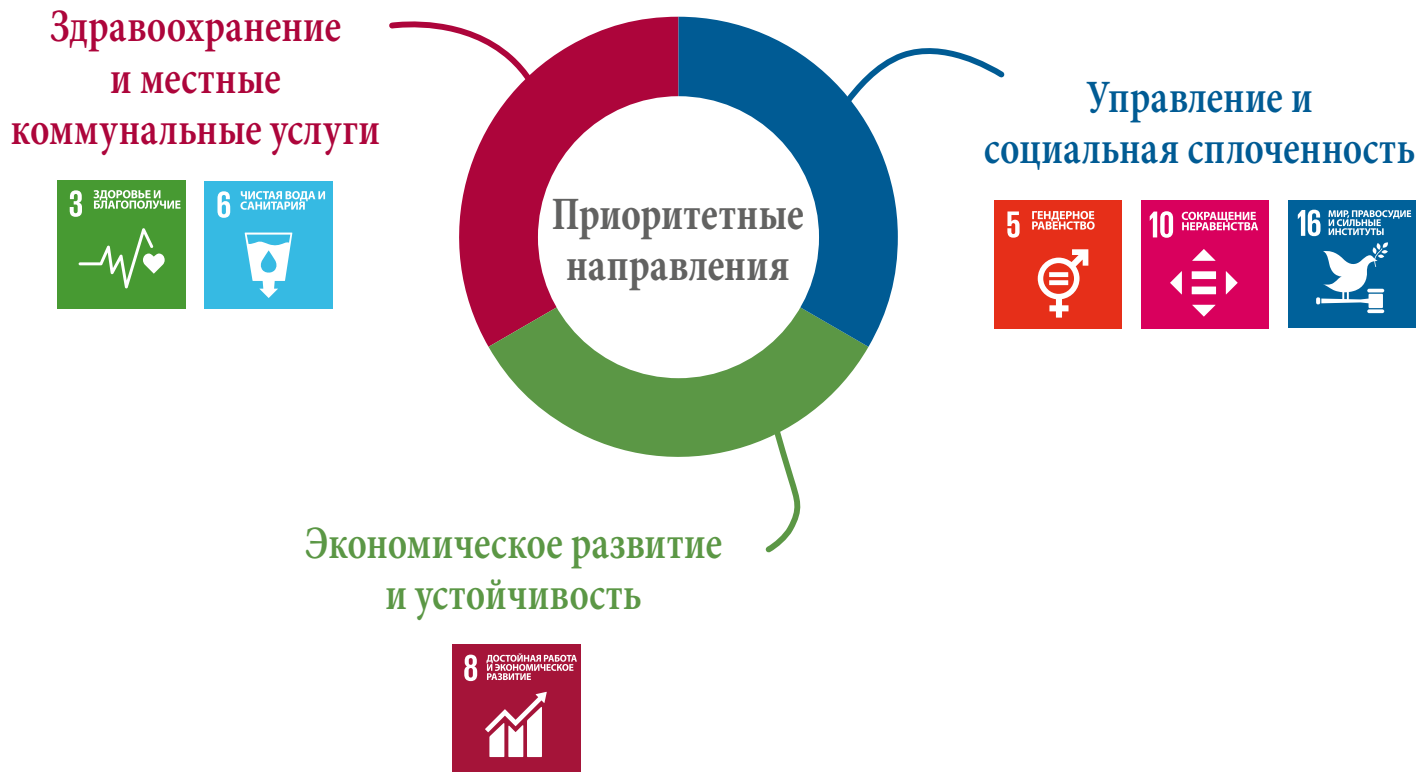 Здравоохранение
и местные
коммунальные услуги
3 ЗДОРОВЬЕ И
БЛАГОПОЛУЧИЕ
6 ЧИСТАЯ ВОДА И
САНИТАРИЯ
Приоритетные
направления
Управление и
социальная сплоченность
5 ГЕНДЕРНОЕ
РАВЕНСТВО
10 СОКРАЩЕНИЕ
НЕРАВЕНСТВА
16 МИР, ПРАВОСУДИЕ
И СИЛЬНЫЕ
ИНСТИТУТЫ
Экономическое развитие
и устойчивость
8 ДОСТОЙНАЯ РАБОТА
И ЭКОНОМИЧЕСКОЕ
РАЗВИТИЕ